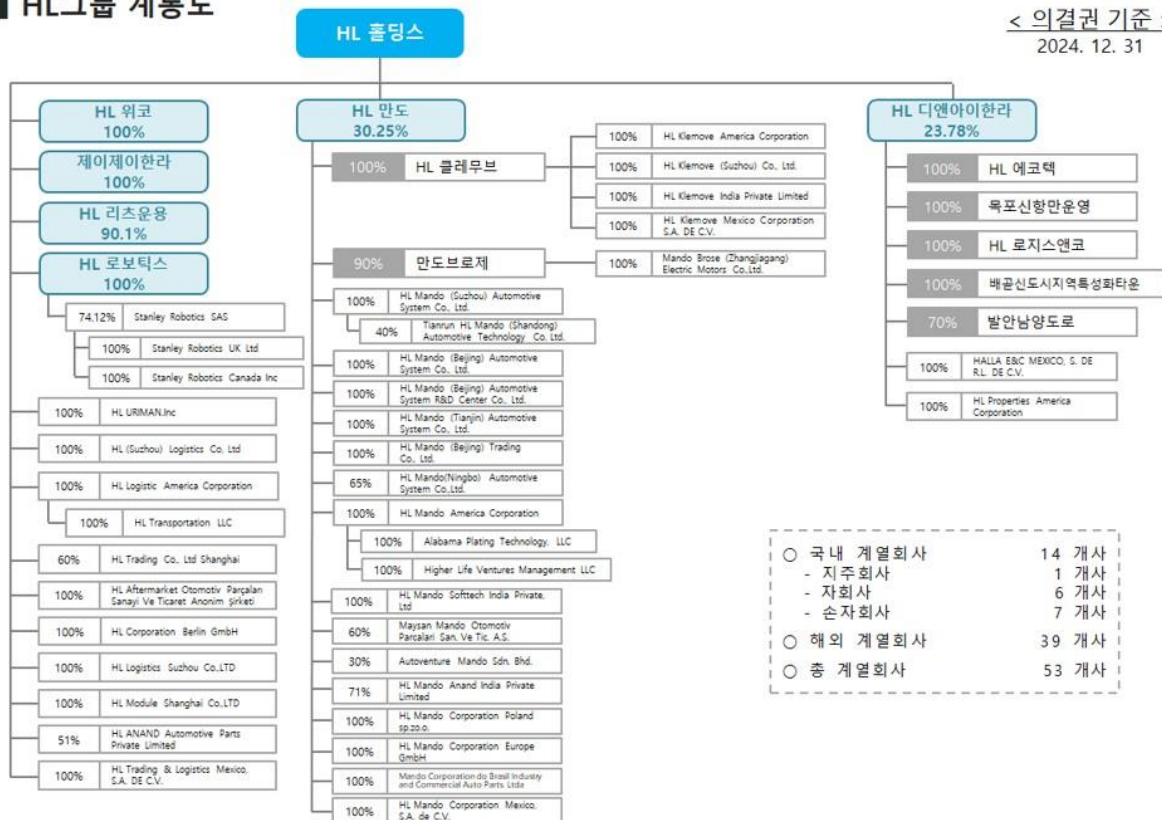 HL그룹 계통도
HL 홀딩스
< 의결권 기준 >
2024. 12. 31
HL 위코
100%
제이제이한라
100%
HL 리츠운용
90.1%
HL 로보틱스
100%
74.12% Stanley Robotics SAS
100% Stanley Robotics UK Ltd
100% Stanley Robotics Canada Inc
100% HL URIMAN.Inc
100% HL (Suzhou) Logistics Co, Ltd
100% HL Logistic America Corporation
100% HL Transportation LLC
60% HL Trading Co., Ltd Shanghai
100% HL Aftermarket Otomotiv Parçaları
Sanayi Ve Ticaret Anonim Şirketi
100% HL Corporation Berlin GmbH
100% HL Logistics Suzhou Co.,LTD
100% HL Module Shanghai Co.,LTD
51% HL ANAND Automotive Parts
Private Limited
100% HL Trading & Logistics Mexico,
S.A. DE C.V.
HL 만도
30.25%
100% HL 클레무브
100% HL Klemove America Corporation
100% HL Klemove (Suzhou) Co., Ltd.
100% HL Klemove India Private Limited
100% HL Klemove Mexico Corporation
S.A. DE C.V.
90% 만도브로제
100% Mando Brose (Zhangjiagang)
Electric Motors Co.,Ltd.
100% HL Mando (Suzhou) Automotive
System Co., Ltd.
40% Tianrun HL Mando (Shandong)
Automotive Technology Co. Ltd.
100% HL Mando (Beijing) Automotive
System Co., Ltd.
100% HL Mando (Beijing) Automotive
System R&D Center Co., Ltd.
100% HL Mando (Tianjin) Automotive
System Co., Ltd.
100% HL Mando (Beijing) Trading
Co., Ltd.
65% HL Mando(Ningbo) Automotive
System Co.,Ltd.
100% HL Mando America Corporation
100% Alabama Plating Technology, LLC
100% Higher Life Ventures Management LLC
100% HL Mando Softtech India Private,
Ltd
60% Maysan Mando Otomotiv
Parcalari San. Ve Tic. A.S.
30% Autoventure Mando Sdn. Bhd.
71% HL Mando Anand India Private
Limited
100% HL Mando Corporation Poland
sp.zo.o.
100% HL Mando Corporation Europe
GmbH
100% Mando Corporation do Brasil Industry
and Commercial Auto Parts Ltda
100% HL Mando Corporation Mexico,
S.A. de C.V.
HL 디앤아이한라
23.78%
100% HL 에코텍
100% 목포신항만운영
100% HL 로지스앤코
100% 배곧신도시지역특성화타운
70% 발안남양도로
100% HALLA E&C MEXICO, S. DE
R.L. DE C.V.
100% HL Properties America
Corporation
○ 국내 계열회사 14 개사
- 지주회사 1 개사
- 자회사 6 개사
- 손자회사 7 개사
○ 해외 계열회사 39 개사
○ 총 계열회사 53 개사